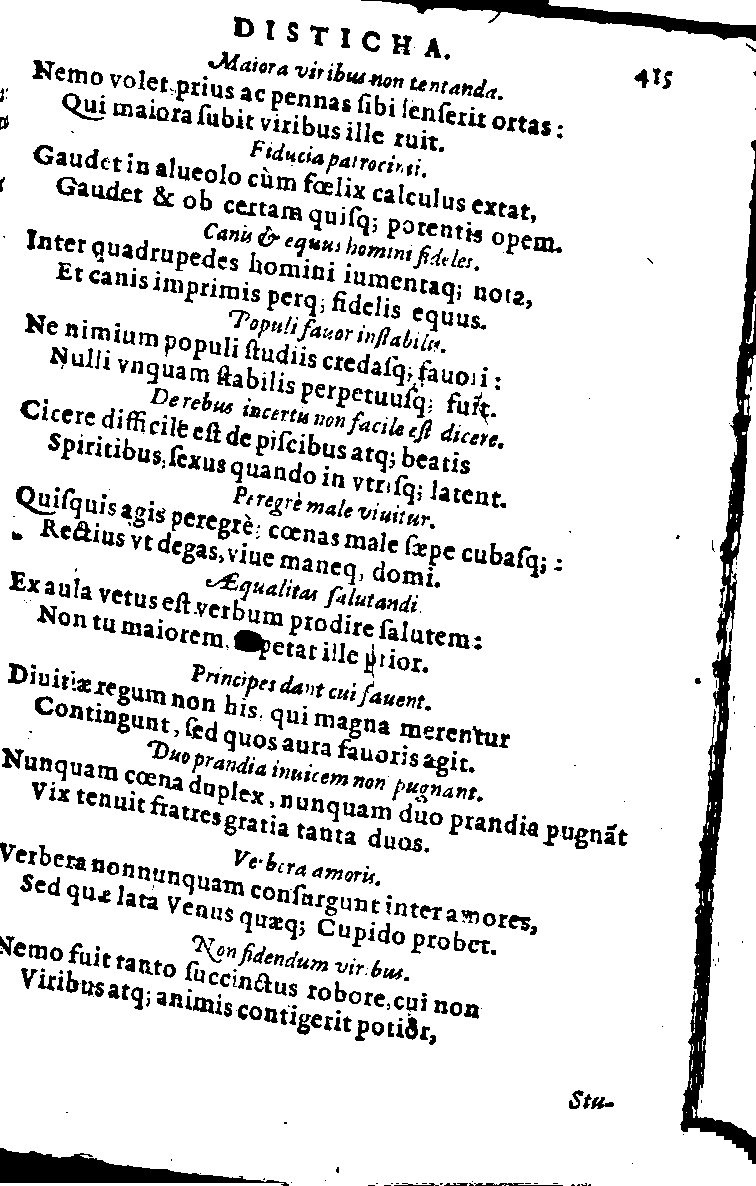 DISTICHA. 415
Maiora viribus non tentanda.
Nemo volet prius ac pennas ſibi ſenſerit ortas :
Qui maiora ſubit viribus ille ruit.
Fiducia patrocinii.
Gaudet in alueolo cùm fœlix calculus extat,
Gaudet & ob certam quiſq; potentis opem.
Canis & equus homini fideles.
Inter quadrupedes homini iumentaq; nota,
Et canis imprimis perq; fidelis equus.
Populi fauor inſtabilis.
Ne nimium populi ſtudiis credaſq; fauori :
Nulli vnquam ſtabilis perpetuuſq; fuit.
De rebus incertis non facile eſt dicere.
Cicere difficile eſt de piſcibus atq; beatis
Spiritibus, ſexus quando in vtriſq; latent.
Peregrè male viuitur.
Quiſquis agis peregrè; cœnas male ſæpe cubaſq; :
Rectius vt degas, viue maneq, domi.
Æqualitas ſalutandi.
Ex aula vetus eſt verbum prodire ſalutem :
Non tu maiorem, petat ille prior.
Principes dant cui fauent.
Diuitiæ regum non his, qui magna merentur
Contingunt, ſed quos aura fauoris agit.
Duo prandia inuicem non pugnant.
Nunquam cœna duplex, nunquam duo prandia pugnāt
Vix tenuit fratres gratia tanta duos.
Verbera amoris.
Verbera nonnunquam conſurgunt inter amores,
Sed quæ lata Venus quæq; Cupido probet.
Non fidendum viribus.
Nemo fuit tanto ſuccinctus robore, cui non
Viribus atq; animis contigerit potior,
Stu-